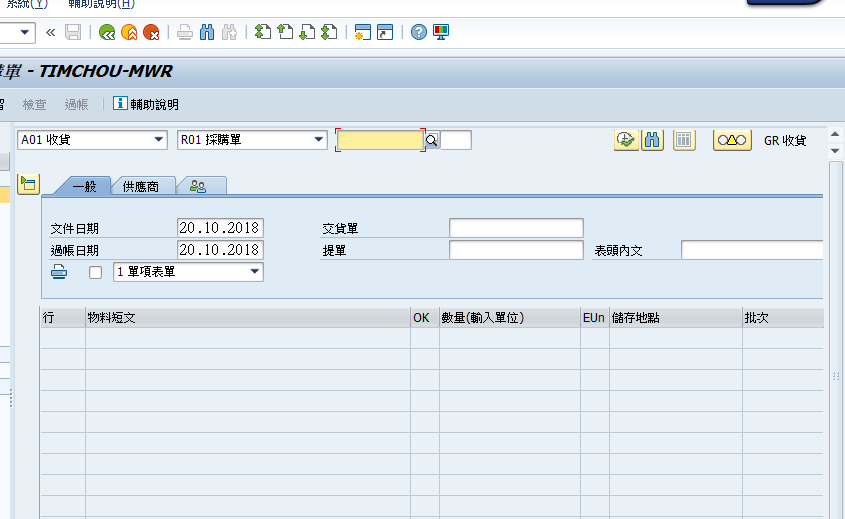 系統(Y) 輔助說明(H)
單 - TIMCHOU-MWR
檢查 過帳 輔助說明
A01 收貨 R01 採購單 GR 收貨
一般 供應商
文件日期 20.10.2018 交貨單
過帳日期 20.10.2018 提單 表頭內文
1 單項表單
行 物料短文 OK 數量(輸入單位) EUn 儲存地點 批次